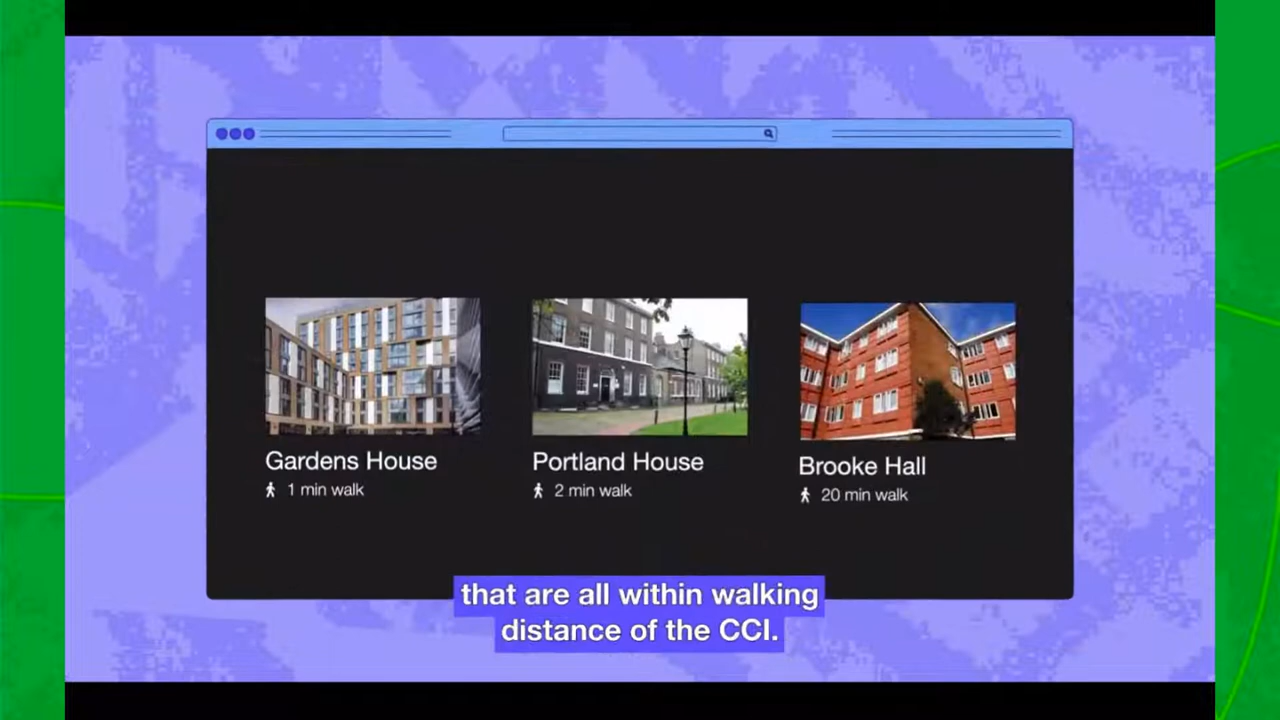 Gardens House
1 min walk
Portland House
2 min walk
Brooke Hall
20 min walk
that are all within walking
distance of the CCI.